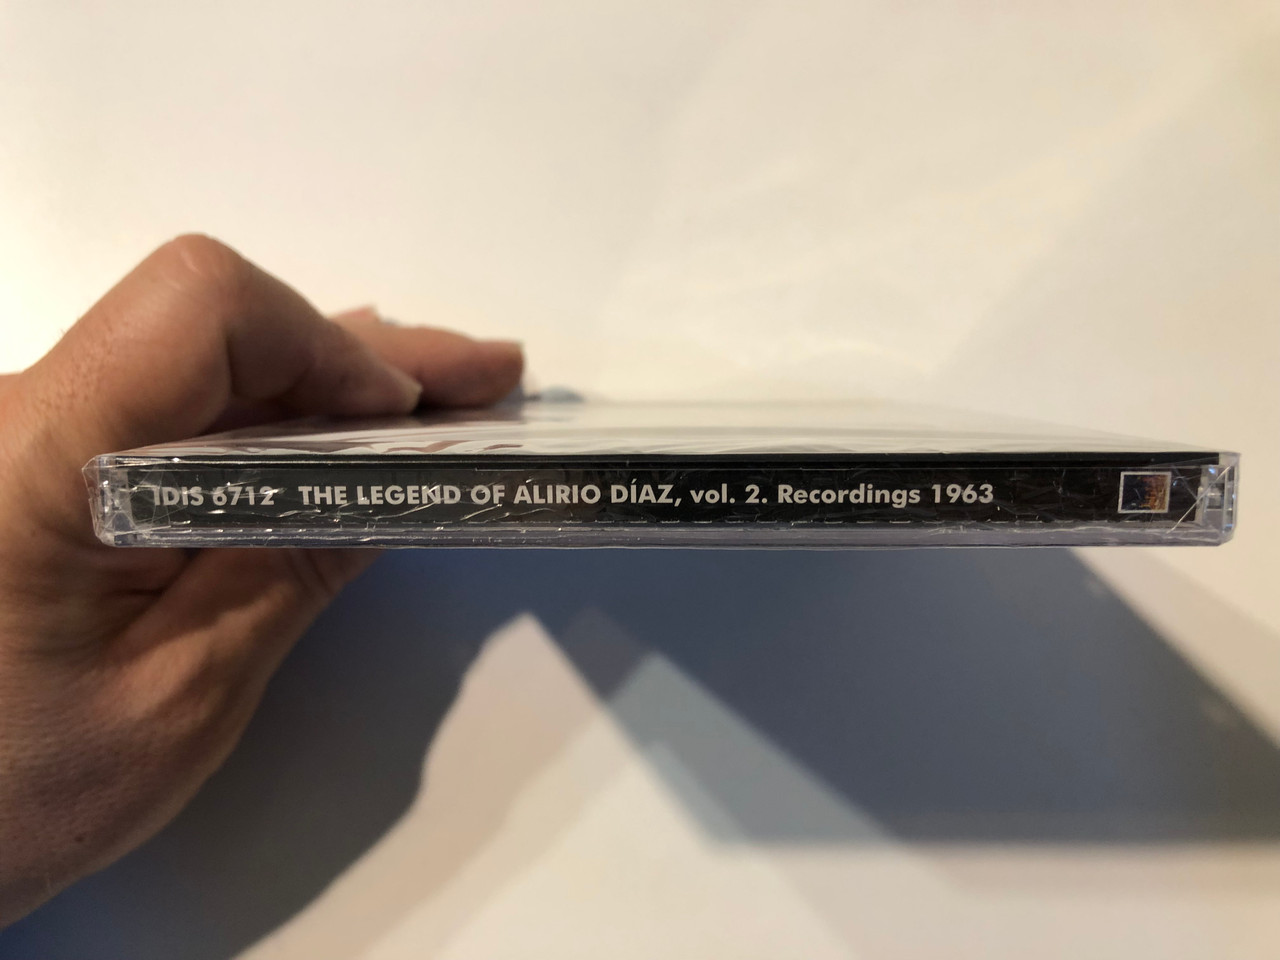 IDIS 6712 THE LEGEND OF ALIRIO DÍAZ, vol. 2. Recordings 1963